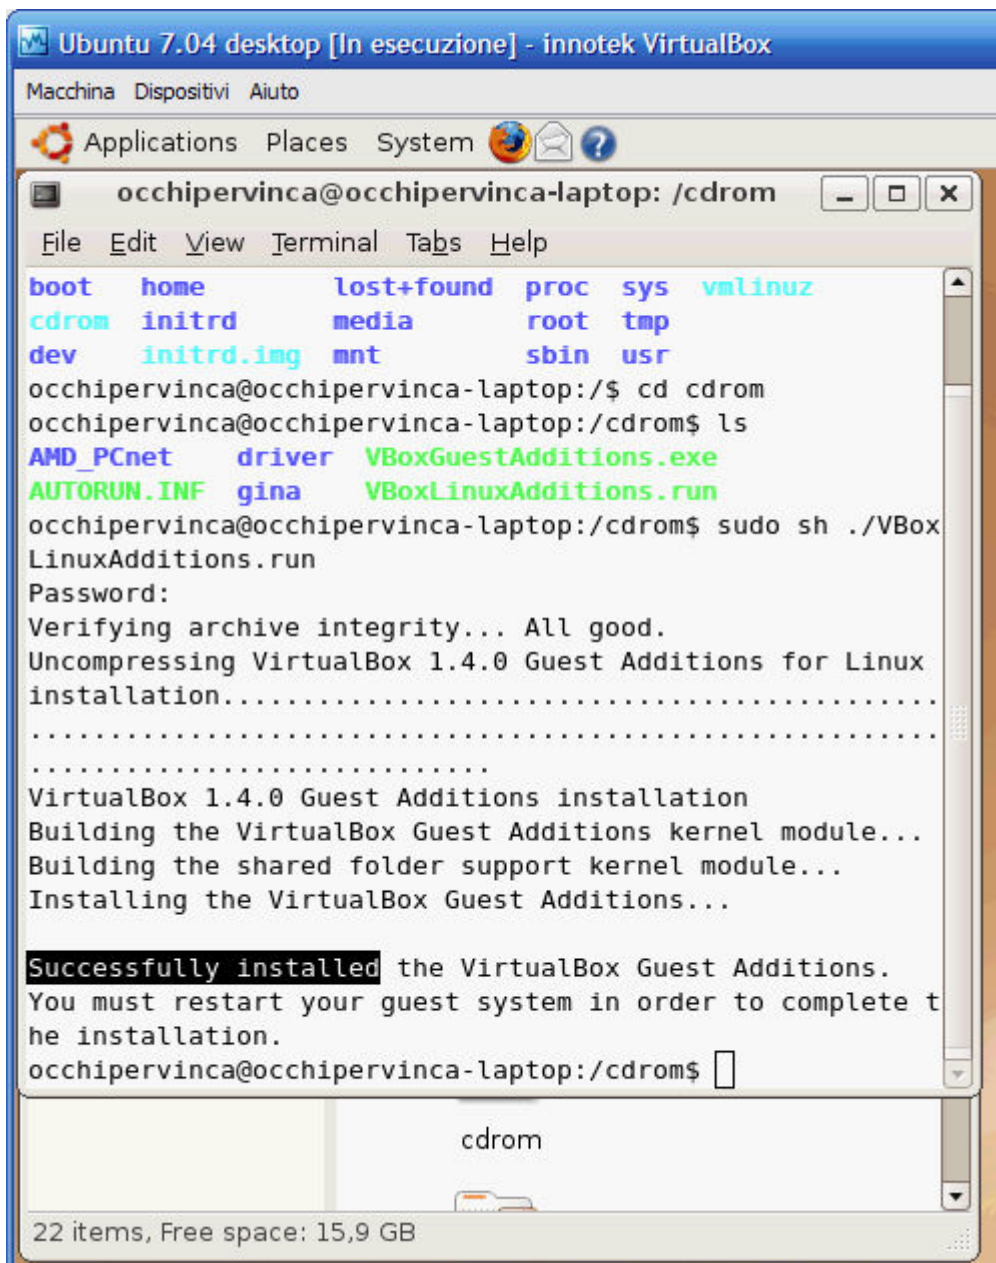 Ubuntu 7.04 desktop [In esecuzione] - innotek VirtualBox
Macchina Dispositivi Aiuto
Applications Places System
occhipervinca@occhipervinca-laptop: /cdrom
File Edit View Terminal Tabs Help
boot home lost+found proc sys vmlinuz
cdrom initrd media root tmp
dev initrd.img mnt sbin usr
occhipervinca@occhipervinca-laptop:/$ cd cdrom
occhipervinca@occhipervinca-laptop:/cdrom$ ls
AMD_PCnet driver VBoxGuestAdditions.exe
AUTORUN.INF gina VBoxLinuxAdditions.run
occhipervinca@occhipervinca-laptop:/cdrom$ sudo sh ./VBox
LinuxAdditions.run
Password:
Verifying archive integrity... All good.
Uncompressing VirtualBox 1.4.0 Guest Additions for Linux
installation.............................................
.........................................................
.............................
VirtualBox 1.4.0 Guest Additions installation
Building the VirtualBox Guest Additions kernel module...
Building the shared folder support kernel module...
Installing the VirtualBox Guest Additions...
Successfully installed the VirtualBox Guest Additions.
You must restart your guest system in order to complete t
he installation.
occhipervinca@occhipervinca-laptop:/cdrom$
cdrom
22 items, Free space: 15,9 GB